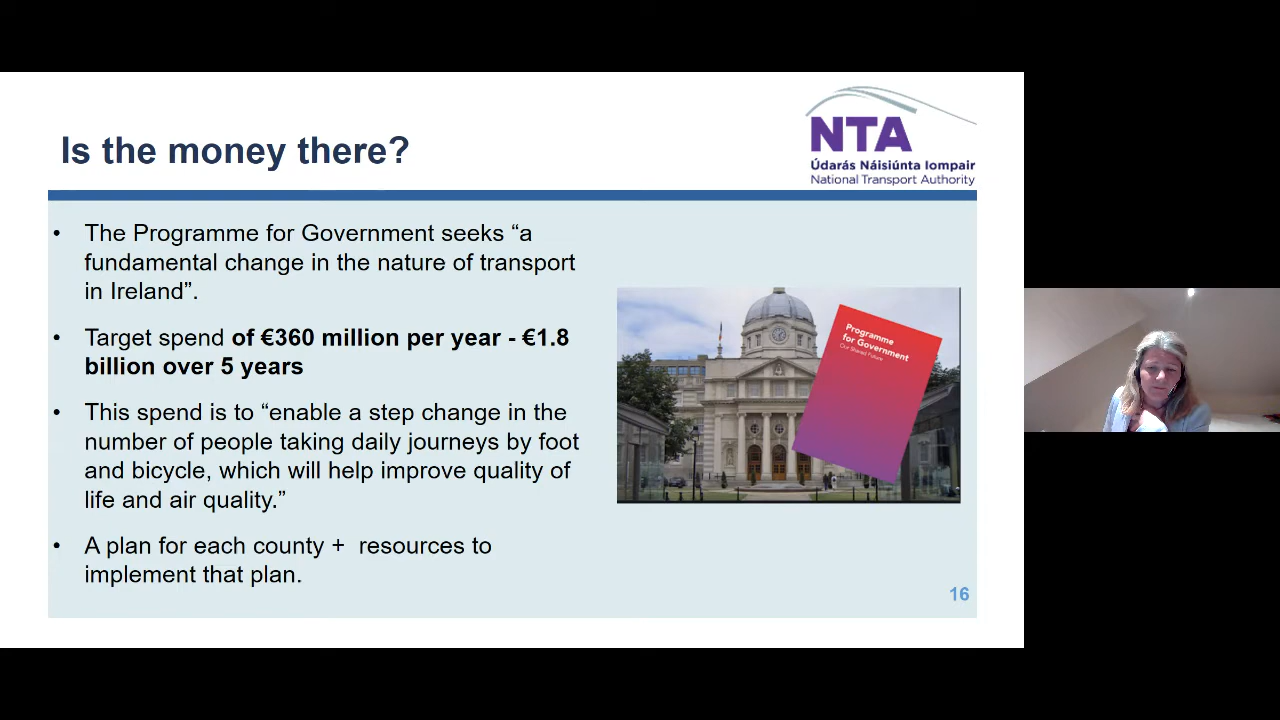 Is the money there?
NTA
Údarás Náisiúnta Iompair
National Transport Authority
• The Programme for Government seeks “a
fundamental change in the nature of transport
in Ireland”.
• Target spend of €360 million per year - €1.8
billion over 5 years
• This spend is to “enable a step change in the
number of people taking daily journeys by foot
and bicycle, which will help improve quality of
life and air quality.”
• A plan for each county + resources to
implement that plan.
Programme
for Government
Our Shared Future
16